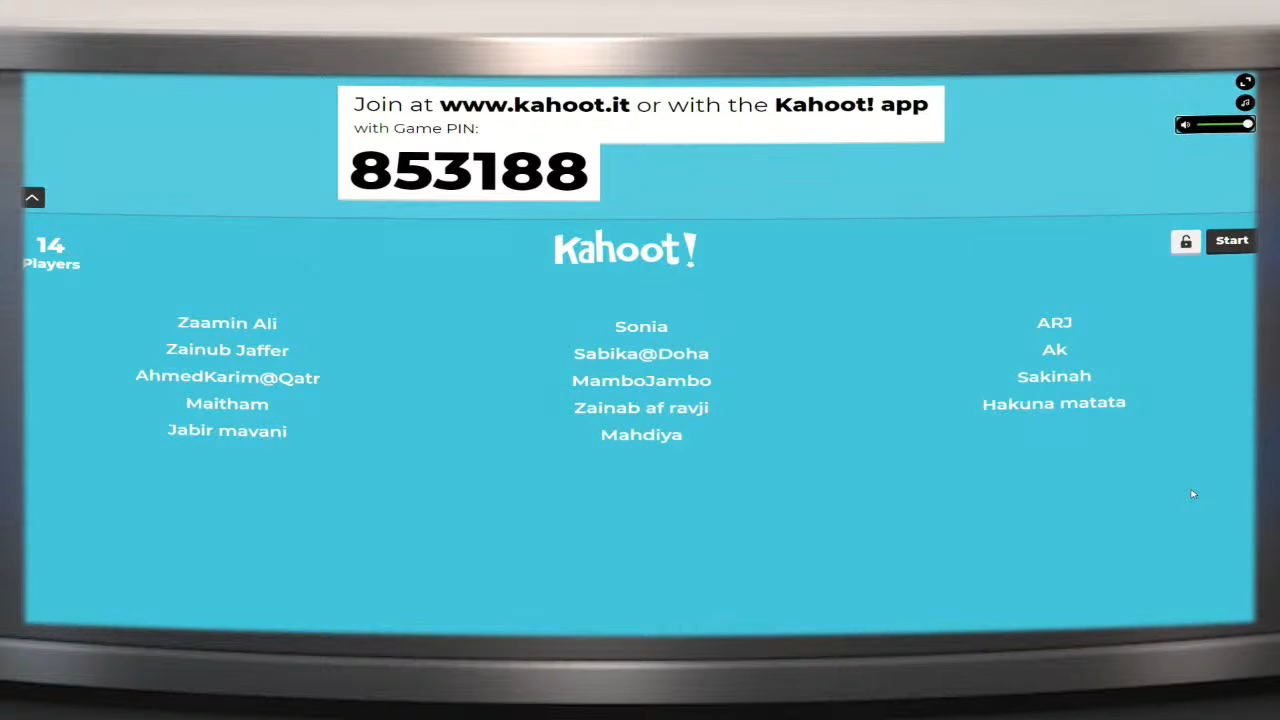 Join at www.kahoot.it or with the Kahoot! app
with Game PIN:
853188
14
Players
Kahoot!
Start
Zaamin Ali
Zainub Jaffer
AhmedKarim@Qatr
Maitham
Jabir mavani
Sonia
Sabika@Doha
MamboJambo
Zainab af ravji
Mahdiya
ARJ
Ak
Sakinah
Hakuna matata